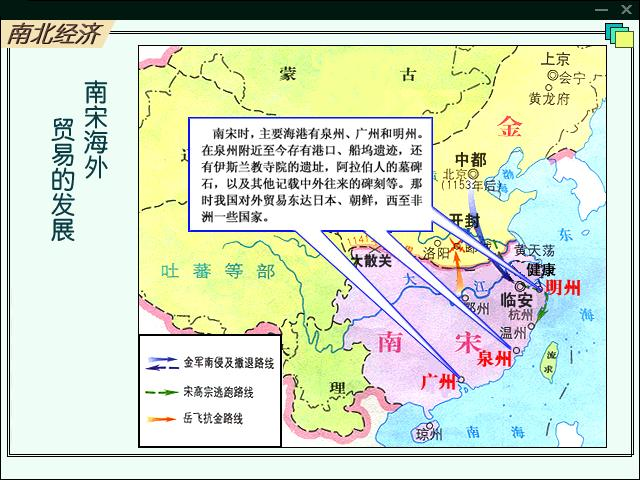 南北经济
南宋海外
贸易的发展
上京
会宁
黄龙府
蒙
古
金
南宋时，主要海港有泉州、广州和明州。
在泉州附近至今存有港口、船坞遗迹，还
有伊斯兰教寺院的遗址，阿拉伯人的墓碑
石，以及其他记载中外往来的碑刻等。那
时我国对外贸易东达日本、朝鲜，西至非
洲一些国家。
中都
北京
(1153年后)
渤
海
开封
东
海
洛阳
黄天荡
大散关
健康
明州
吐蕃等部
大
江
鄂州
临安
杭州
温州
南
宋
泉州
广州
流求
理
琼州
南
海
金军南侵及撤退路线
宋高宗逃跑路线
岳飞抗金路线